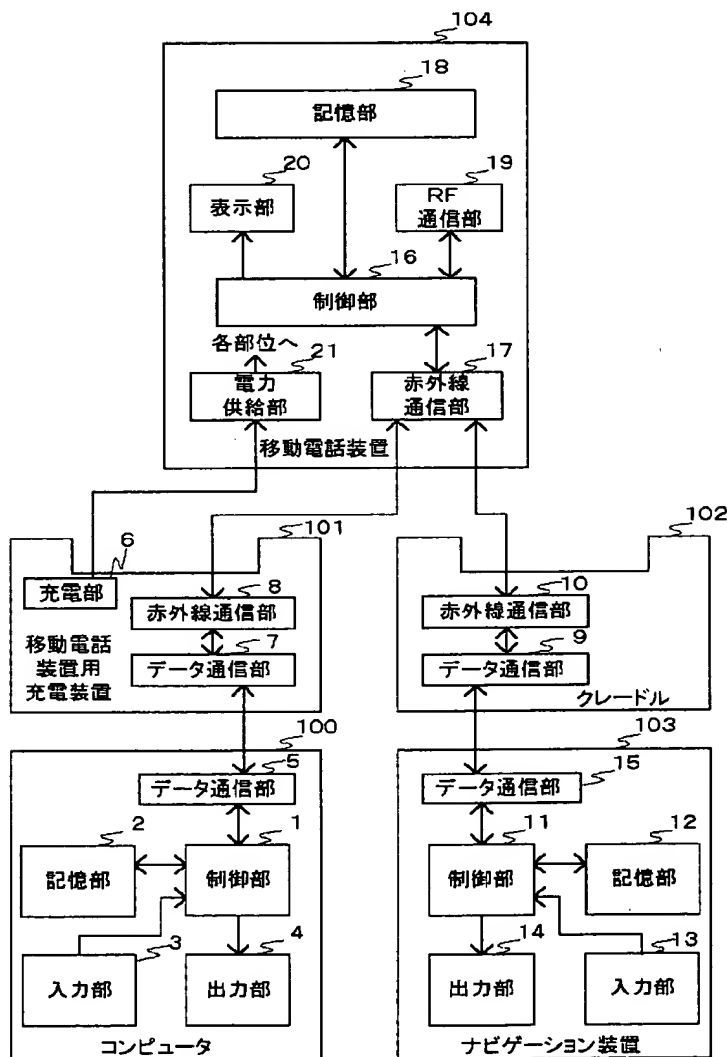 104
18
記憶部
20
表示部
19
RF
通信部
16
制御部
各部位へ
21
電力
供給部
17
赤外線
通信部
移動電話装置
101
6
充電部
8
赤外線通信部
移動電話
装置用
充電装置
7
データ通信部
102
10
赤外線通信部
9
データ通信部
クレードル
100
5
データ通信部
2
記憶部
1
制御部
3
入力部
4
出力部
コンピュータ
103
15
データ通信部
11
制御部
12
記憶部
14
出力部
13
入力部
ナビゲーション装置